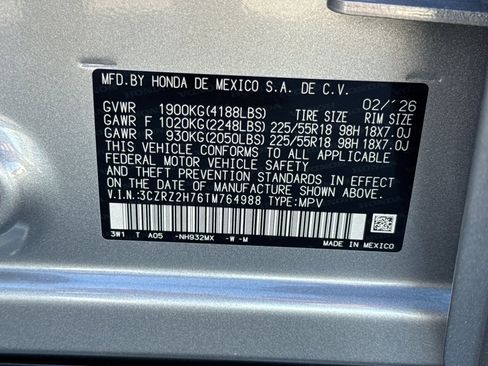 MFD.BY HONDA DE MEXICO S.A. DE C.V.
02/'26
GVWR 1900KG(4188LBS) TIRE SIZE RIM SIZE
GAWR F 1020KG(2248LBS) 225/55R18 98H 18X7.0J
GAWR R 930KG(2050LBS) 225/55R18 98H 18X7.0J
THIS VEHICLE CONFORMS TO ALL APPLICABLE
FEDERAL MOTOR VEHICLE SAFETY
AND THEFT PREVENTION STANDARDS IN EFFECT
ON THE DATE OF MANUFACTURE SHOWN ABOVE.
V.I.N.:3CZRZ2H76TM764988 TYPE:MPV
3W1 T A05 -NH932MX -W -M MADE IN MEXICO